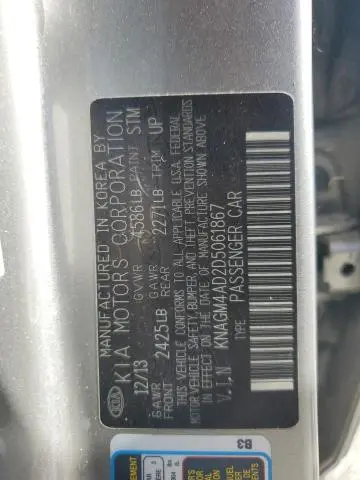 MANUFACTURED IN KOREA BY
KIA MOTORS CORPORATION
KIA
12/13 GVWR 4586LB PAINT STM
GAWR FRONT 2425LB GAWR REAR 2271LB TRIM UP
THIS VEHICLE CONFORMS TO ALL APPLICABLE U.S.A. FEDERAL
MOTOR VEHICLE SAFETY, BUMPER, AND THEFT PREVENTION STANDARDS
IN EFFECT ON THE DATE OF MANUFACTURE SHOWN ABOVE.
V.I.N KNAGM4AD2D5061867
TYPE: PASSENGER CAR
B3